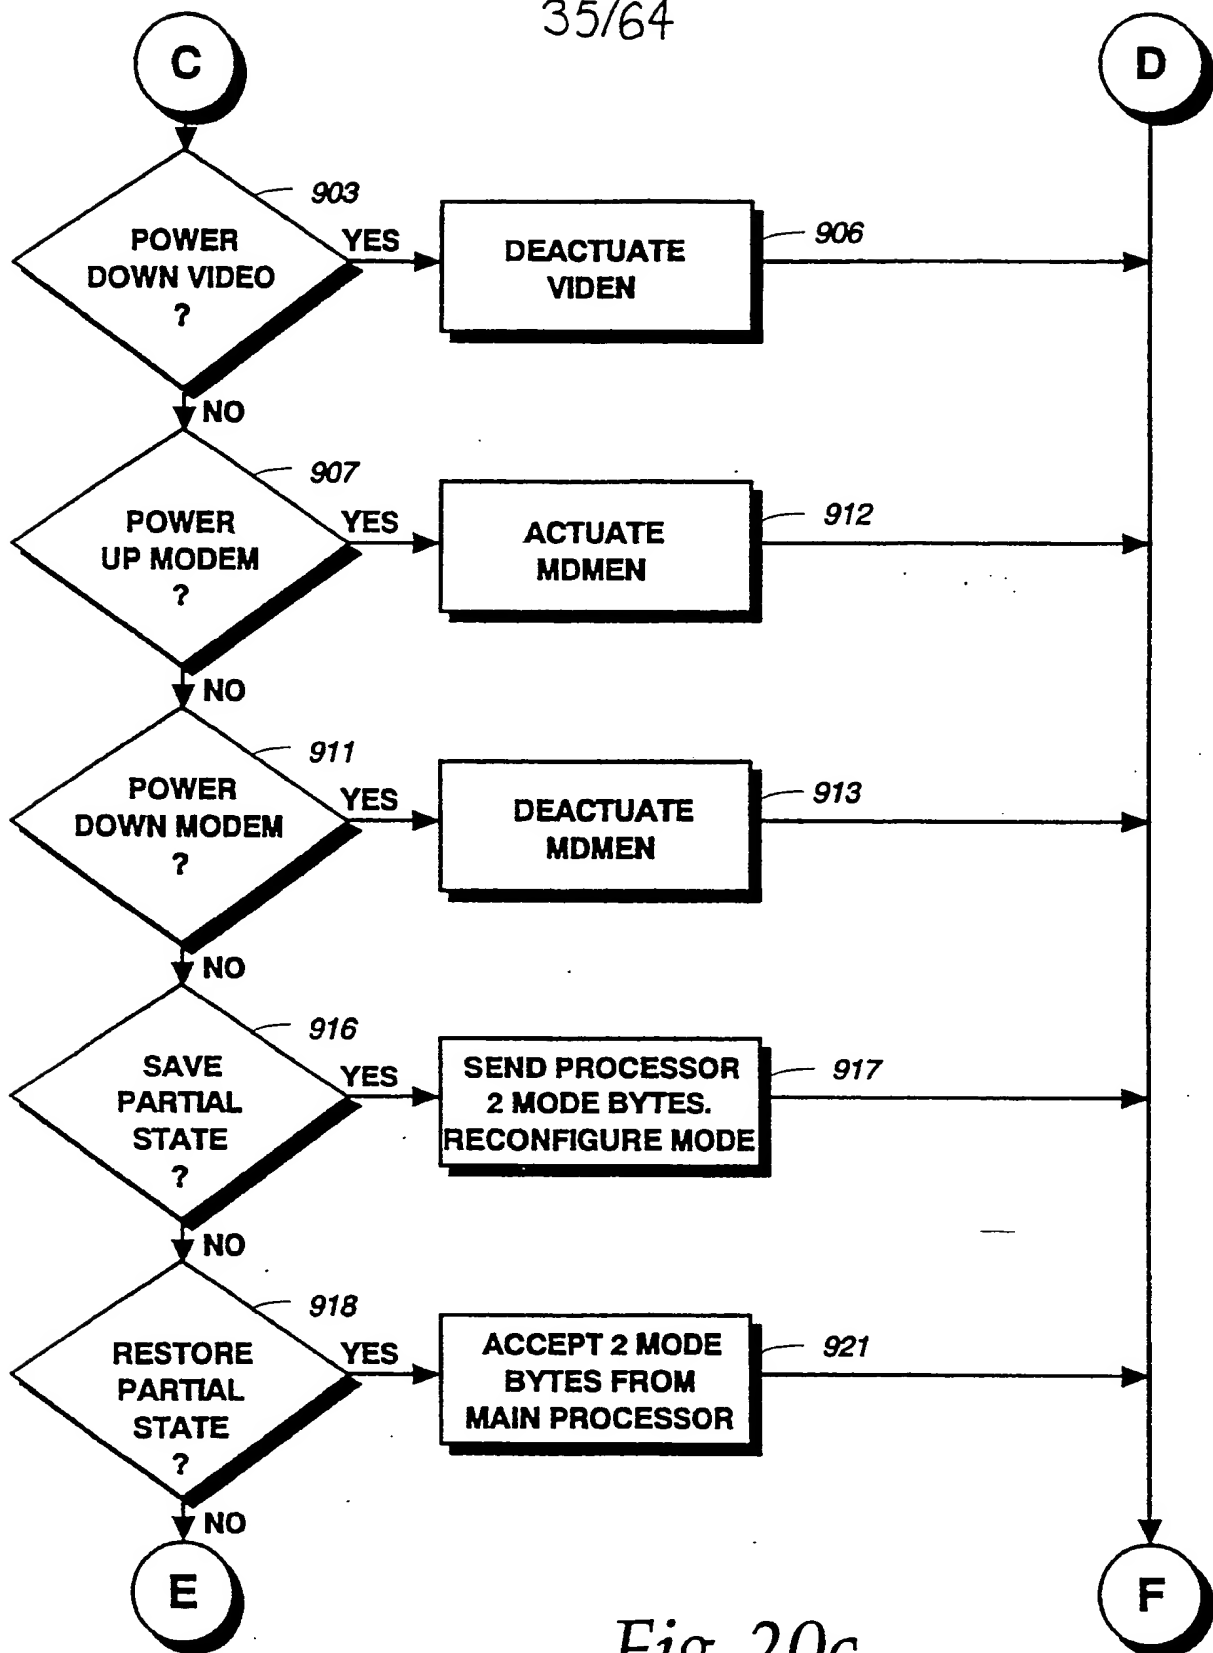 35/64
C
D
903
POWER
DOWN VIDEO
?
YES
DEACTUATE
VIDEN
906
NO
907
POWER
UP MODEM
?
YES
ACTUATE
MDMEN
912
NO
911
POWER
DOWN MODEM
?
YES
DEACTUATE
MDMEN
913
NO
916
SAVE
PARTIAL
STATE
?
YES
SEND PROCESSOR
2 MODE BYTES.
RECONFIGURE MODE
917
NO
918
RESTORE
PARTIAL
STATE
?
YES
ACCEPT 2 MODE
BYTES FROM
MAIN PROCESSOR
921
NO
E
F
Fig. 20c